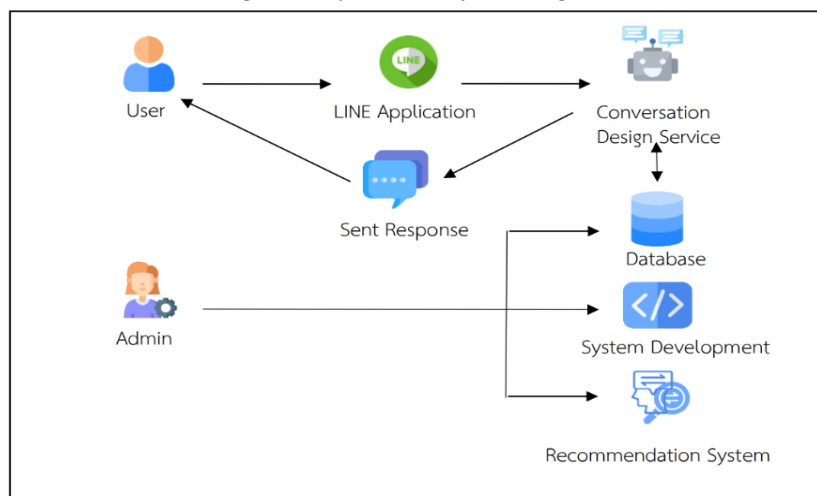 LINE
User
LINE Application
Conversation
Design Service
Sent Response
Database
Admin
System Development
Recommendation System